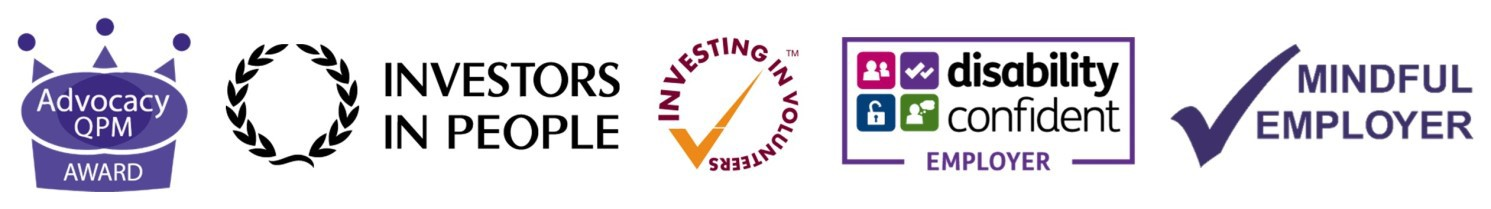 Advocacy
QPM
AWARD
INVESTORS
IN PEOPLE
INVESTING IN VOLUNTEERS
TM
disability
confident
EMPLOYER
MINDFUL
EMPLOYER